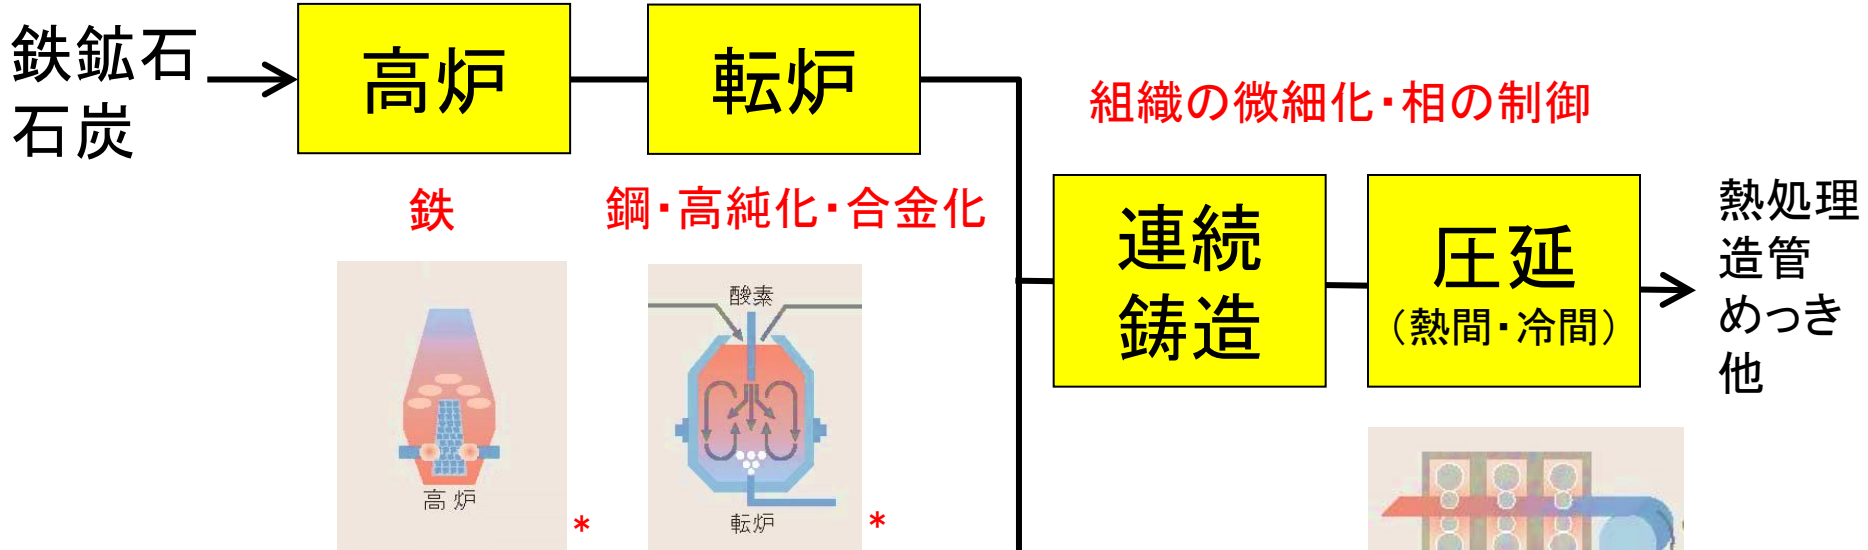 鉄鉱石
石炭
高炉
転炉
組織の微細化・相の制御
鉄
鋼・高純化・合金化
連続
鋳造
圧延
（熱間・冷間）
熱処理
造管
めっき
他
酸素
高炉
*
転炉
*